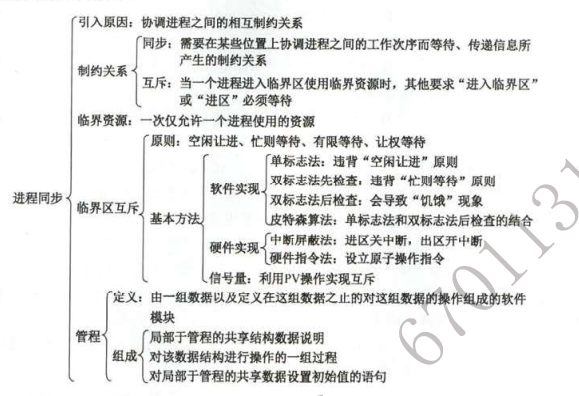 引入原因：协调进程之间的相互制约关系
同步：需要在某些位置上协调进程之间的工作次序而等待、传递信息所
产生的制约关系
制约关系
互斥：当一个进程进入临界区使用临界资源时，其他要求“进入临界区”
或“进区”必须等待
临界资源：一次仅允许一个进程使用的资源
原则：空闲让进、忙则等待、有限等待、让权等待
单标志法：违背“空闲让进”原则
双标志法先检查：违背“忙则等待”原则
软件实现
双标志法后检查：会导致“饥饿”现象
进程同步
临界区互斥
基本方法
皮特森算法：单标志法和双标志法后检查的结合
中断屏蔽法：进区关中断，出区开中断
硬件实现
硬件指令法：设立原子操作指令
信号量：利用PV操作实现互斥
定义：由一组数据以及定义在这组数据之止的对这组数据的操作组成的软件
模块
管程
局部于管程的共享结构数据说明
组成
对该数据结构进行操作的一组过程
对局部于管程的共享数据设置初始值的语句
6701131